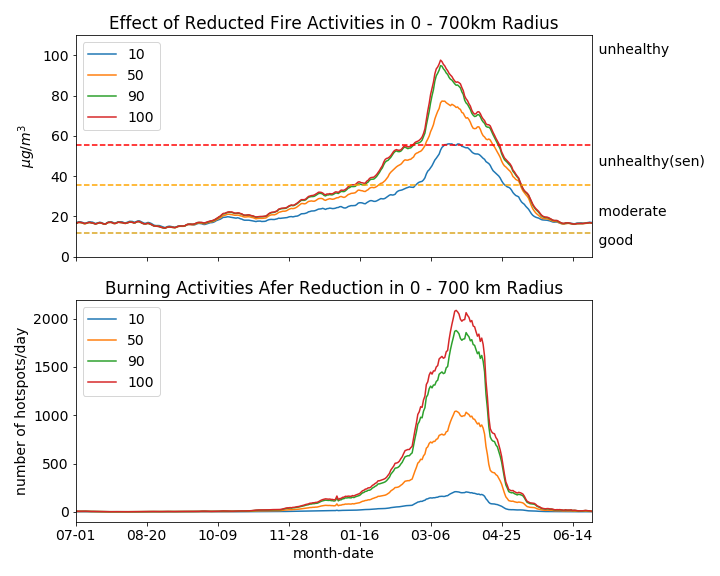 Effect of Reducted Fire Activities in 0 - 700km Radius
μg/m³
100
80
60
40
20
0
10
50
90
100
unhealthy
unhealthy(sen)
moderate
good
Burning Activities Afer Reduction in 0 - 700 km Radius
number of hotspots/day
2000
1500
1000
500
0
10
50
90
100
07-01 08-20 10-09 11-28 01-16 03-06 04-25 06-14
month-date